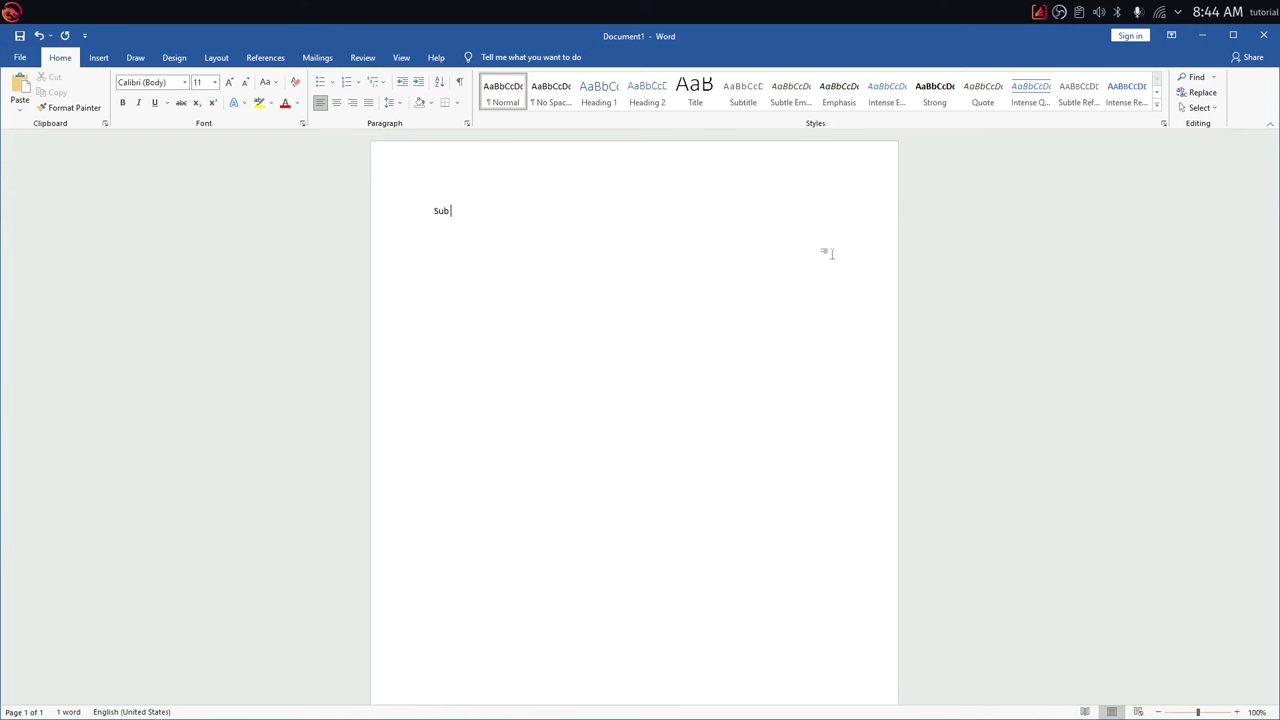 8:44 AM tutorial
Document1 - Word
Sign in
File Home Insert Draw Design Layout References Mailings Review View Help Tell me what you want to do Share
Paste
Cut
Copy
Format Painter
Clipboard
Calibri (Body) 11
Font
Paragraph
AaBbCcDc AaBbCcDc AaBbCc AaBbCcD AaB AaBbCcD AaBbCcDc AaBbCcDc AaBbCcDc AaBbCcDc AaBbCcDc AaBbCcDc AaBbCcDc AaBbCcDc
¶ Normal ¶ No Spac... Heading 1 Heading 2 Title Subtitle Subtle Em... Emphasis Intense E... Strong Quote Intense Q... Subtle Ref... Intense Re...
Styles
Find
Replace
Select
Editing
Sub
Page 1 of 1 1 word English (United States) 100%